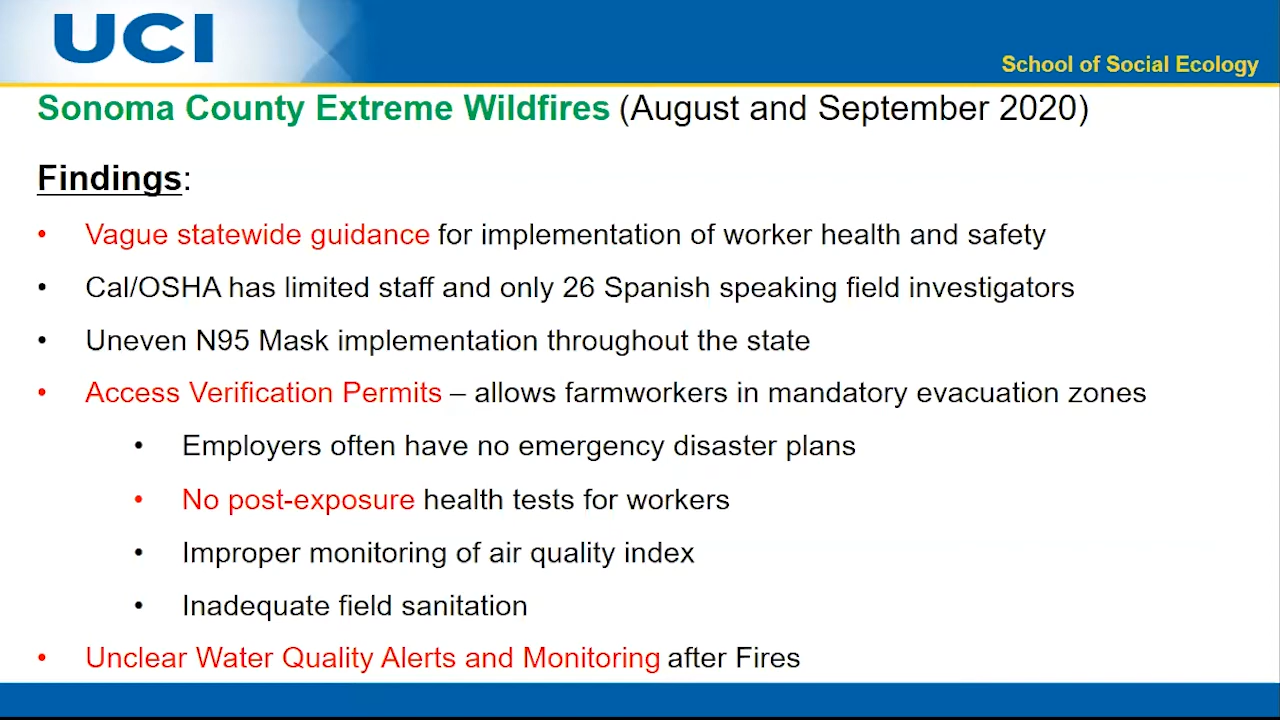 UCI
School of Social Ecology
Sonoma County Extreme Wildfires (August and September 2020)
Findings:
• Vague statewide guidance for implementation of worker health and safety
• Cal/OSHA has limited staff and only 26 Spanish speaking field investigators
• Uneven N95 Mask implementation throughout the state
• Access Verification Permits – allows farmworkers in mandatory evacuation zones
• Employers often have no emergency disaster plans
• No post-exposure health tests for workers
• Improper monitoring of air quality index
• Inadequate field sanitation
• Unclear Water Quality Alerts and Monitoring after Fires